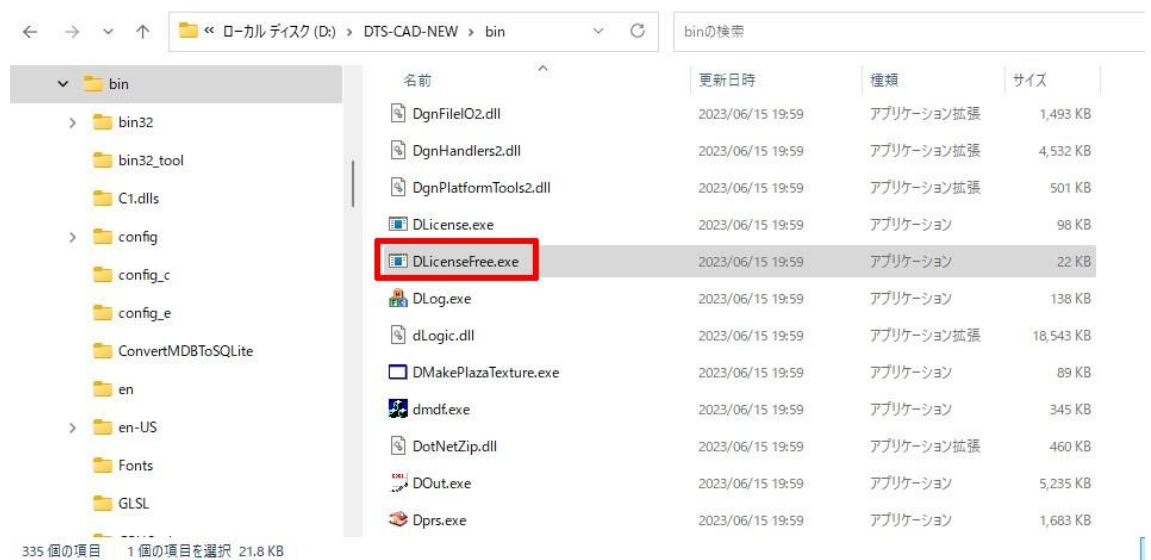 « ローカル ディスク (D:) › DTS-CAD-NEW › bin
binの検索
bin
bin32
bin32_tool
C1.dlls
config
config_c
config_e
ConvertMDBToSQLite
en
en-US
Fonts
GLSL
名前 更新日時 種類 サイズ
DgnFileIO2.dll 2023/06/15 19:59 アプリケーション拡張 1,493 KB
DgnHandlers2.dll 2023/06/15 19:59 アプリケーション拡張 4,532 KB
DgnPlatformTools2.dll 2023/06/15 19:59 アプリケーション拡張 501 KB
DLicense.exe 2023/06/15 19:59 アプリケーション 98 KB
DLicenseFree.exe 2023/06/15 19:59 アプリケーション 22 KB
DLog.exe 2023/06/15 19:59 アプリケーション 138 KB
dLogic.dll 2023/06/15 19:59 アプリケーション拡張 18,543 KB
DMakePlazaTexture.exe 2023/06/15 19:59 アプリケーション 89 KB
dmdf.exe 2023/06/15 19:59 アプリケーション 345 KB
DotNetZip.dll 2023/06/15 19:59 アプリケーション拡張 460 KB
DOut.exe 2023/06/15 19:59 アプリケーション 5,235 KB
Dprs.exe 2023/06/15 19:59 アプリケーション 1,683 KB
335 個の項目 1 個の項目を選択 21.8 KB